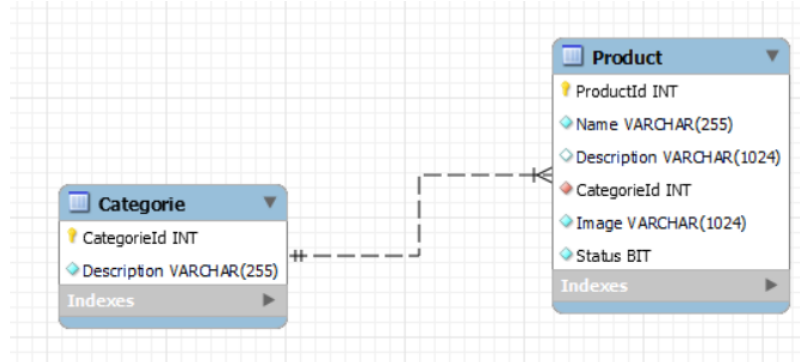 Product
ProductId INT
Name VARCHAR(255)
Description VARCHAR(1024)
CategorieId INT
Image VARCHAR(1024)
Status BIT
Indexes
Categorie
CategorieId INT
Description VARCHAR(255)
Indexes